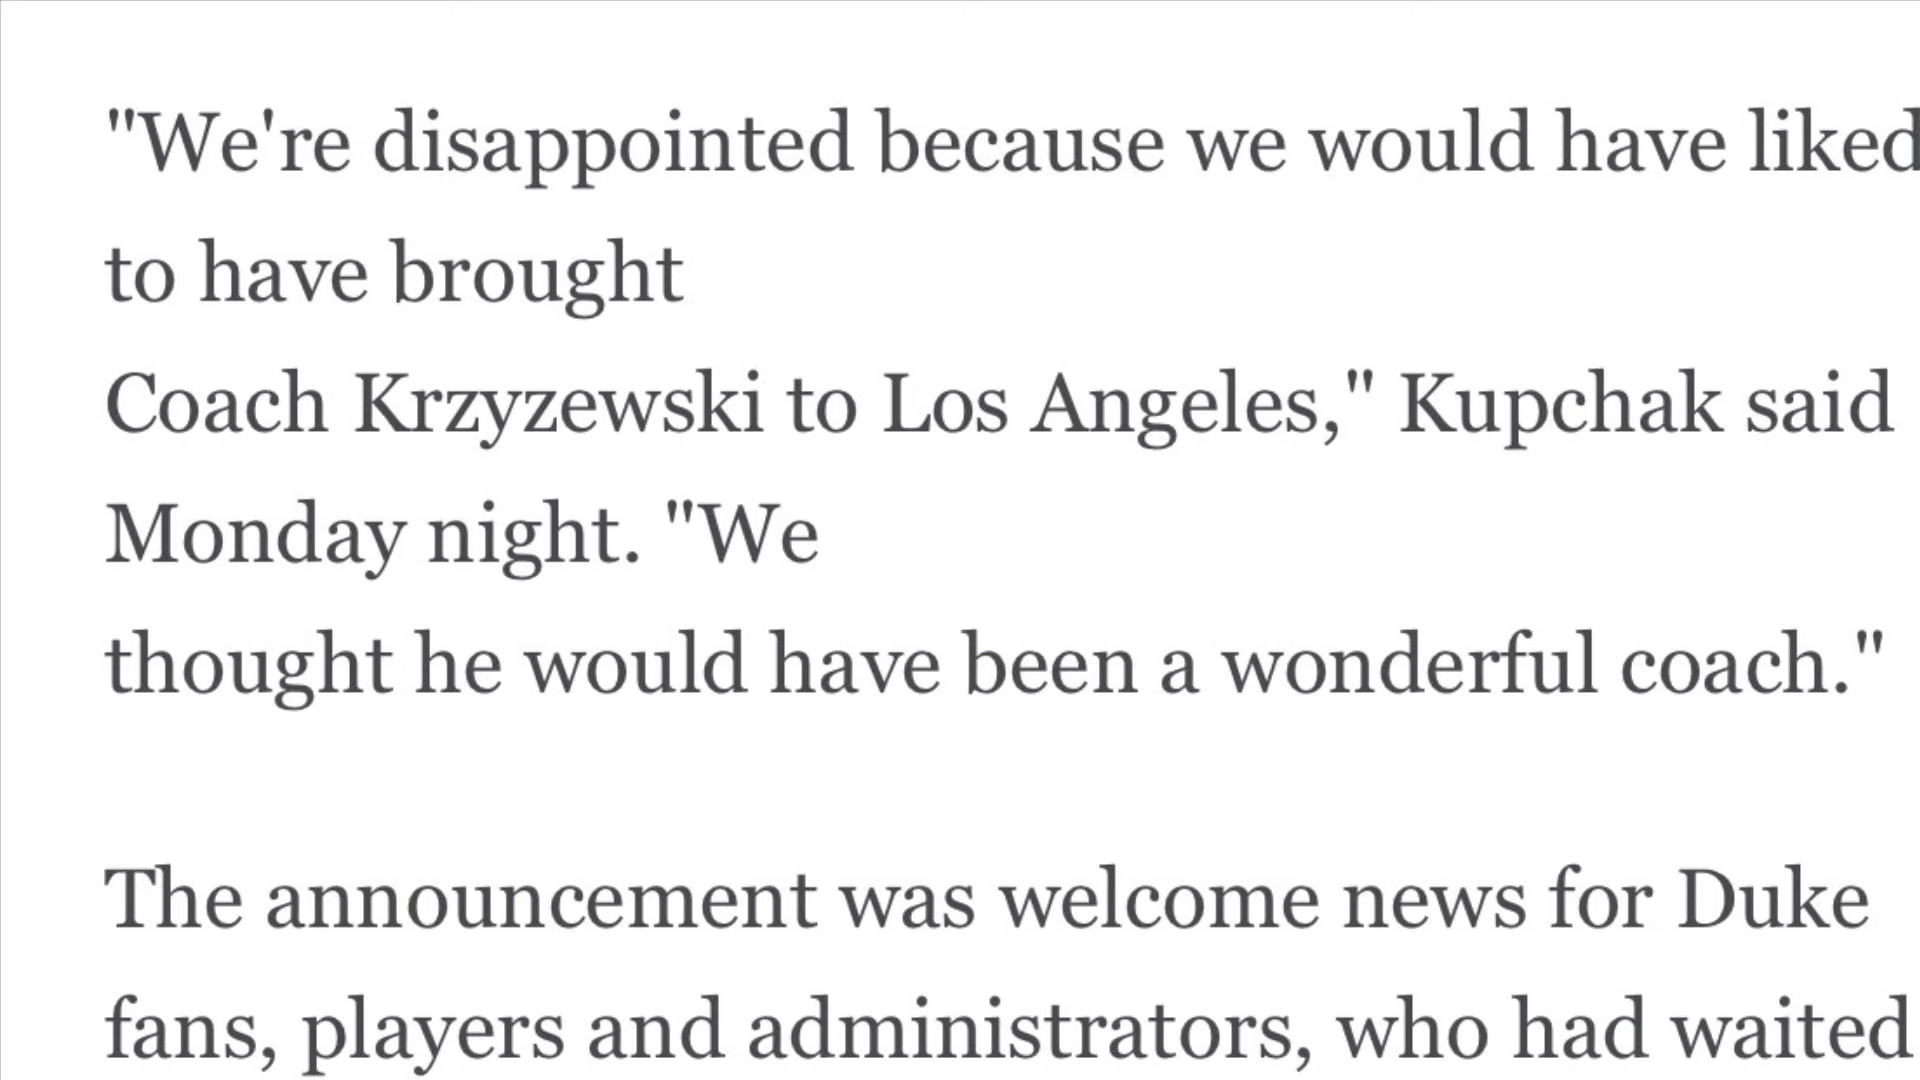 "We're disappointed because we would have liked
to have brought
Coach Krzyzewski to Los Angeles," Kupchak said
Monday night. "We
thought he would have been a wonderful coach."
The announcement was welcome news for Duke
fans, players and administrators, who had waited